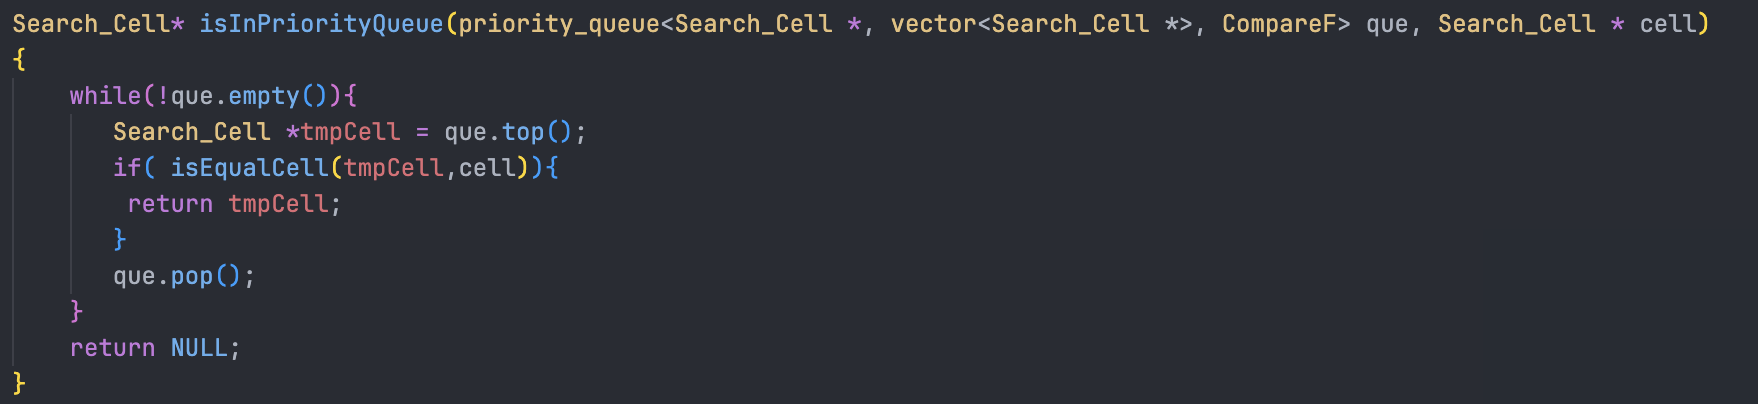 Search_Cell* isInPriorityQueue(priority_queue<Search_Cell *, vector<Search_Cell *>, CompareF> que, Search_Cell * cell)
{
    while(!que.empty()){
       Search_Cell *tmpCell = que.top();
       if( isEqualCell(tmpCell,cell)){
        return tmpCell;
       }
       que.pop();
    }
    return NULL;
}